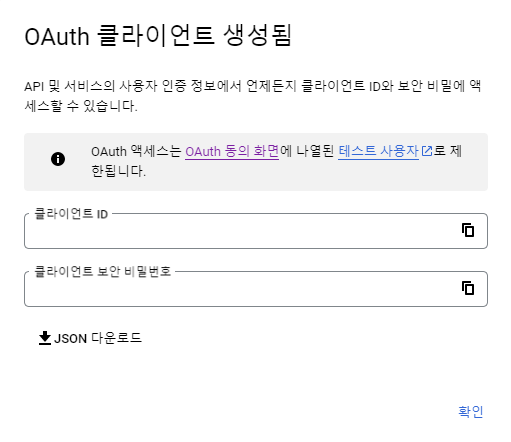 OAuth 클라이언트 생성됨
API 및 서비스의 사용자 인증 정보에서 언제든지 클라이언트 ID와 보안 비밀에 액
세스할 수 있습니다.
OAuth 액세스는 OAuth 동의 화면에 나열된 테스트 사용자로 제
한됩니다.
클라이언트 ID
클라이언트 보안 비밀번호
JSON 다운로드
확인